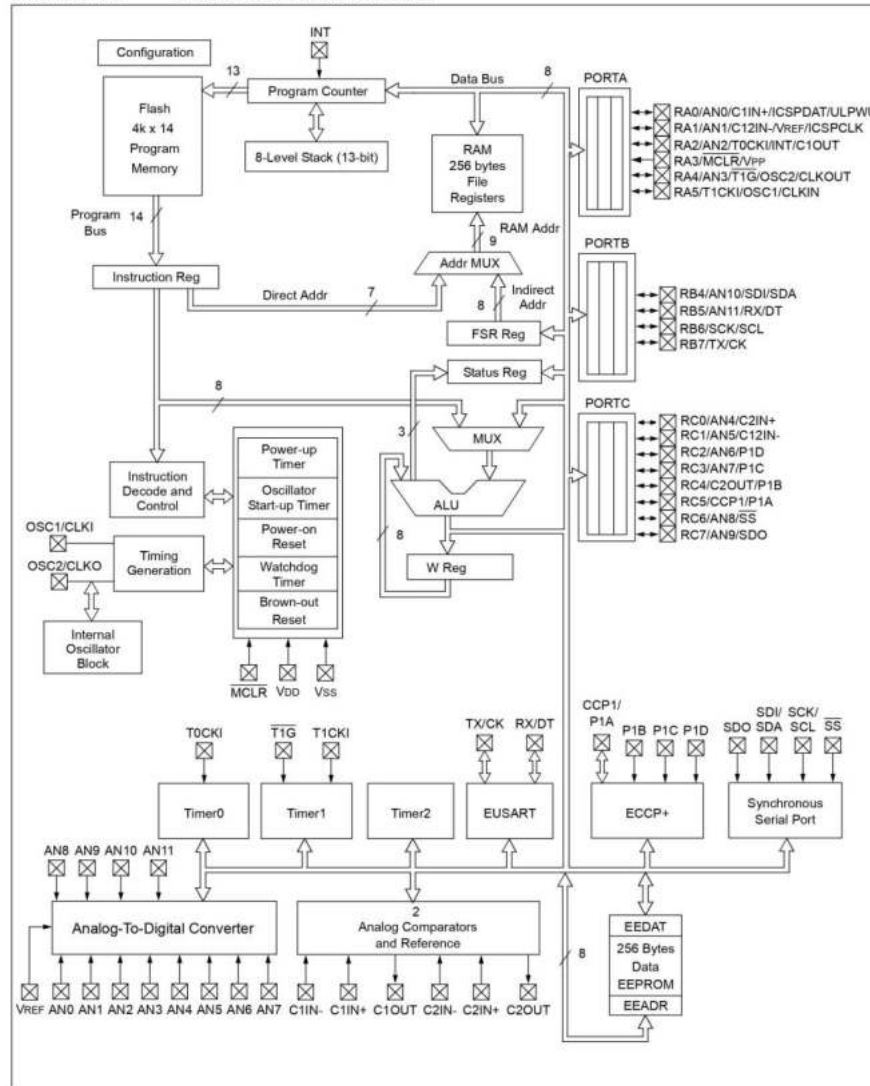 INT
Configuration
13
Program Counter
Data Bus
8
PORTA
Flash
4k x 14
Program
Memory
8-Level Stack (13-bit)
RAM
256 bytes
File
Registers
RA0/AN0/C1IN+/ICSPDAT/ULPWU
RA1/AN1/C12IN-/VREF/ICSPCLK
RA2/AN2/T0CKI/INT/C1OUT
RA3/MCLR/VPP
RA4/AN3/T1G/OSC2/CLKOUT
RA5/T1CKI/OSC1/CLKIN
Program
Bus
14
RAM Addr
9
Addr MUX
PORTB
Instruction Reg
Direct Addr
7
8
Indirect
Addr
FSR Reg
RB4/AN10/SDI/SDA
RB5/AN11/RX/DT
RB6/SCK/SCL
RB7/TX/CK
Status Reg
8
3
MUX
PORTC
RC0/AN4/C2IN+
RC1/AN5/C12IN-
RC2/AN6/P1D
RC3/AN7/P1C
RC4/C2OUT/P1B
RC5/CCP1/P1A
RC6/AN8/SS
RC7/AN9/SDO
Instruction
Decode and
Control
Power-up
Timer
Oscillator
Start-up Timer
Power-on
Reset
Watchdog
Timer
Brown-out
Reset
ALU
8
W Reg
OSC1/CLKI
OSC2/CLKO
Timing
Generation
Internal
Oscillator
Block
MCLR
VDD
VSS
T0CKI
T1G
T1CKI
TX/CK
RX/DT
CCP1/
P1A
P1B
P1C
P1D
SDO
SDI/
SDA
SCK/
SCL
SS
Timer0
Timer1
Timer2
EUSART
ECCP+
Synchronous
Serial Port
AN8
AN9
AN10
AN11
Analog-To-Digital Converter
2
Analog Comparators
and Reference
8
EEDAT
256 Bytes
Data
EEPROM
EEADR
VREF
AN0
AN1
AN2
AN3
AN4
AN5
AN6
AN7
C1IN-
C1IN+
C1OUT
C2IN-
C2IN+
C2OUT